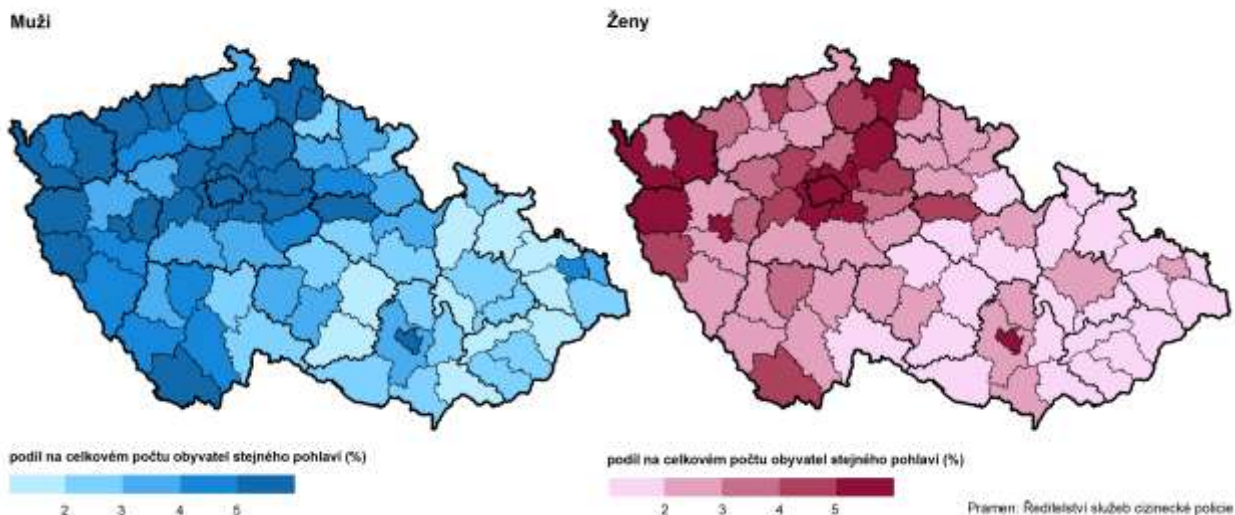 Muži
Ženy
podíl na celkovém počtu obyvatel stejného pohlaví (%)
2 3 4 5
podíl na celkovém počtu obyvatel stejného pohlaví (%)
2 3 4 5
Pramen: Ředitelství služeb cizinecké policie